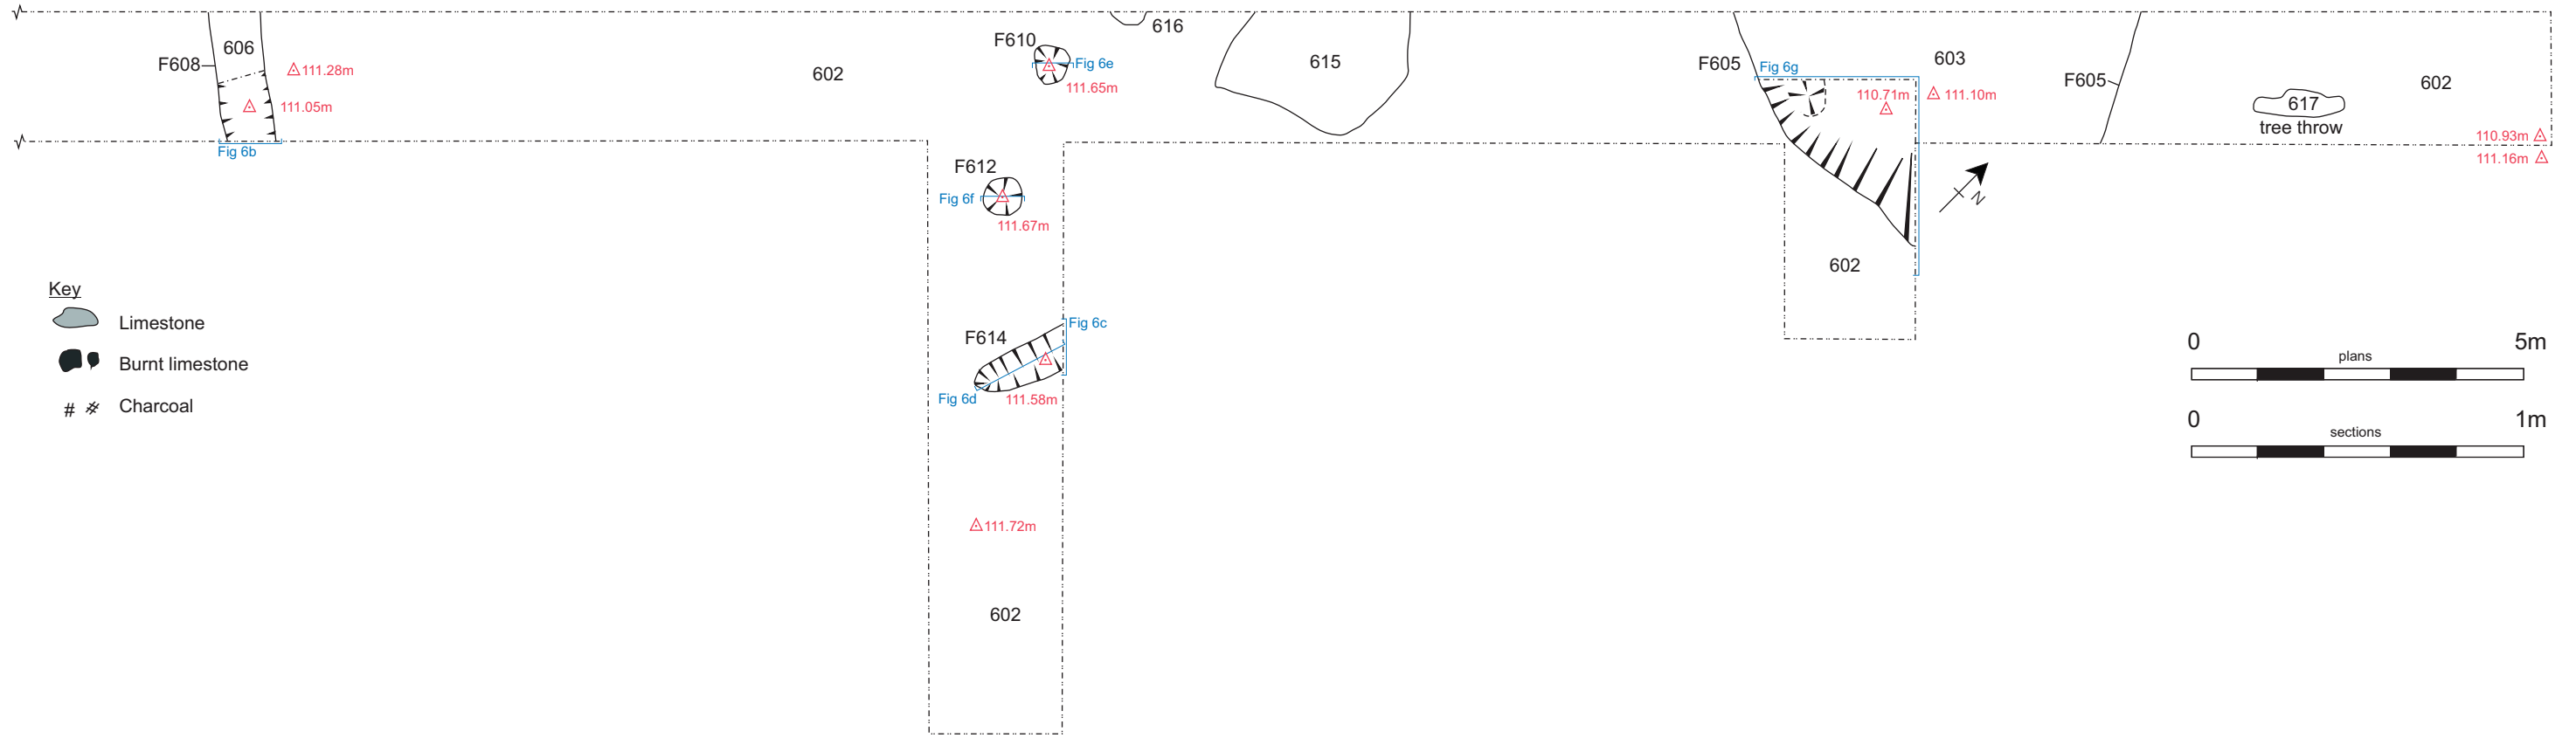 616
F610
606
F608
111.28m
602
Fig 6e
111.65m
615
F605
Fig 6g
603
F605
602
111.05m
110.71m
111.10m
617
tree throw
Fig 6b
110.93m
111.16m
F612
Fig 6f
111.67m
N
602
Key
Limestone
Burnt limestone
Charcoal
F614
Fig 6c
Fig 6d
111.58m
0 5m
plans
0 1m
sections
111.72m
602